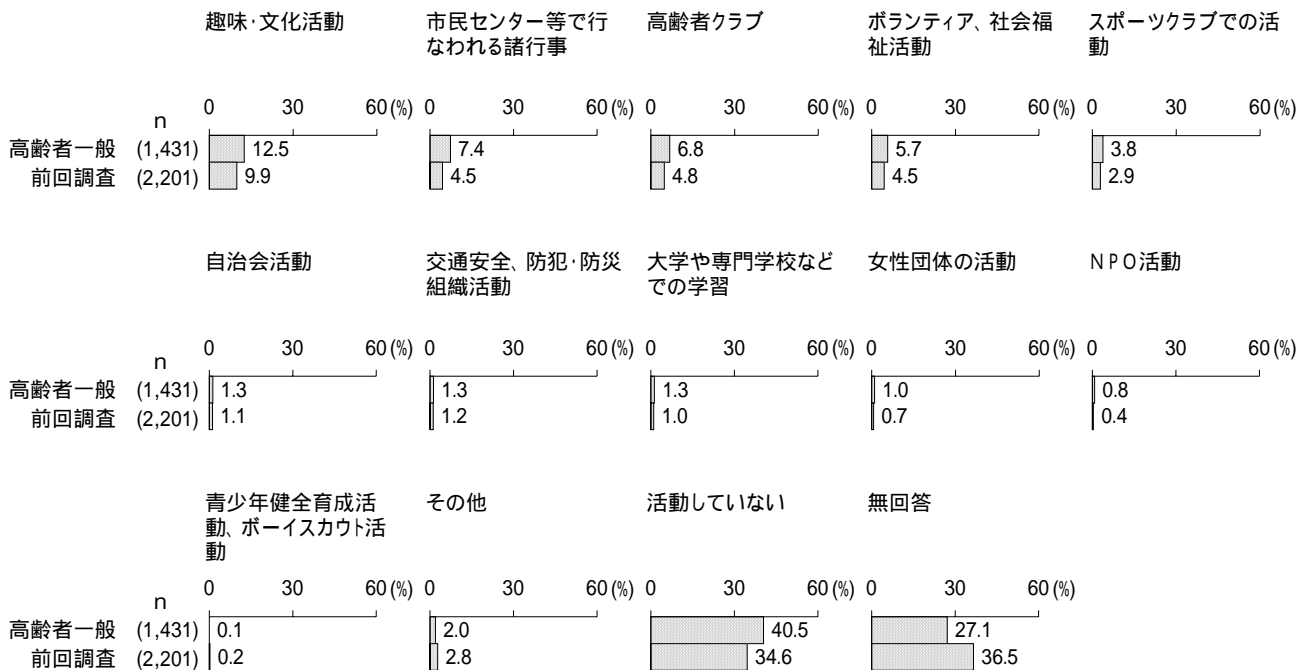 趣味・文化活動 市民センター等で行 高齢者クラブ ボランティア、社会福 スポーツクラブでの活
なわれる諸行事 祉活動 動
0 30 60(%) 0 30 60(%) 0 30 60(%) 0 30 60(%) 0 30 60(%)
n
高齢者一般 (1,431) 12.5 7.4 6.8 5.7 3.8
前回調査 (2,201) 9.9 4.5 4.8 4.5 2.9
自治会活動 交通安全、防犯・防災 大学や専門学校など 女性団体の活動 NPO活動
組織活動 での学習
0 30 60(%) 0 30 60(%) 0 30 60(%) 0 30 60(%) 0 30 60(%)
n
高齢者一般 (1,431) 1.3 1.3 1.3 1.0 0.8
前回調査 (2,201) 1.1 1.2 1.0 0.7 0.4
青少年健全育成活 その他 活動していない 無回答
動、ボーイスカウト活
動
0 30 60(%) 0 30 60(%) 0 30 60(%) 0 30 60(%)
n
高齢者一般 (1,431) 0.1 2.0 40.5 27.1
前回調査 (2,201) 0.2 2.8 34.6 36.5